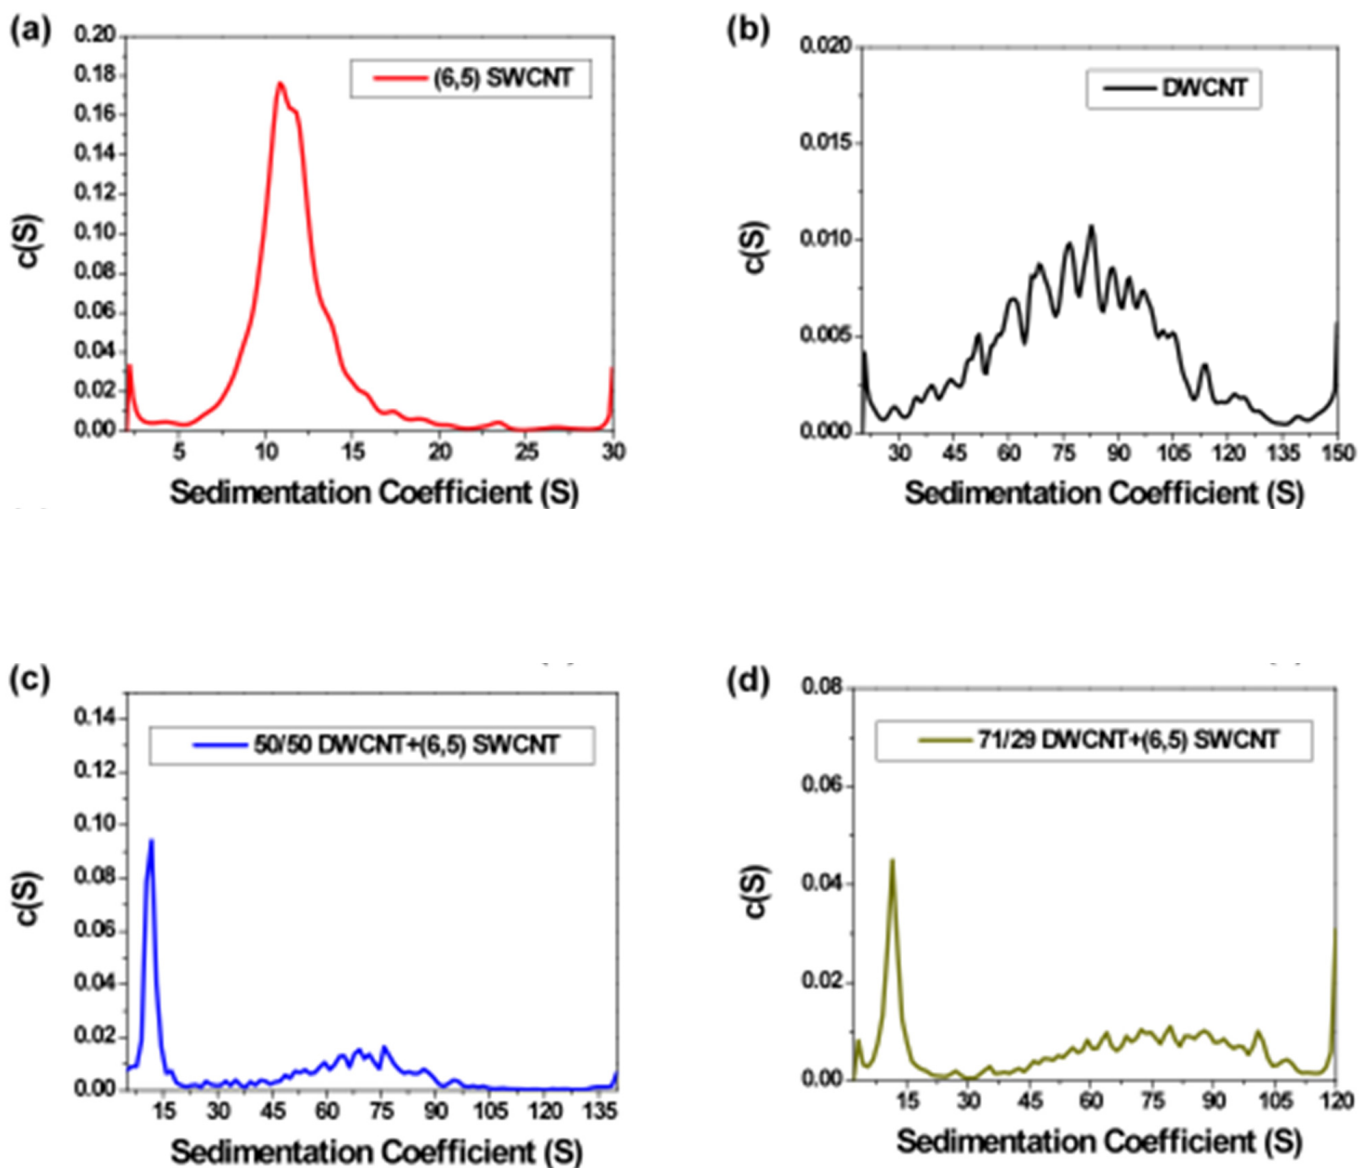 (a)
0.20
0.18
0.16
0.14
0.12
0.10
0.08
0.06
0.04
0.02
0.00
c(S)
(6,5) SWCNT
5 10 15 20 25 30
Sedimentation Coefficient (S)
(b)
0.020
0.015
0.010
0.005
0.000
c(S)
DWCNT
30 45 60 75 90 105 120 135 150
Sedimentation Coefficient (S)
(c)
0.14
0.12
0.10
0.08
0.06
0.04
0.02
0.00
c(S)
50/50 DWCNT+(6,5) SWCNT
15 30 45 60 75 90 105 120 135
Sedimentation Coefficient (S)
(d)
0.08
0.06
0.04
0.02
0.00
c(S)
71/29 DWCNT+(6,5) SWCNT
15 30 45 60 75 90 105 120
Sedimentation Coefficient (S)